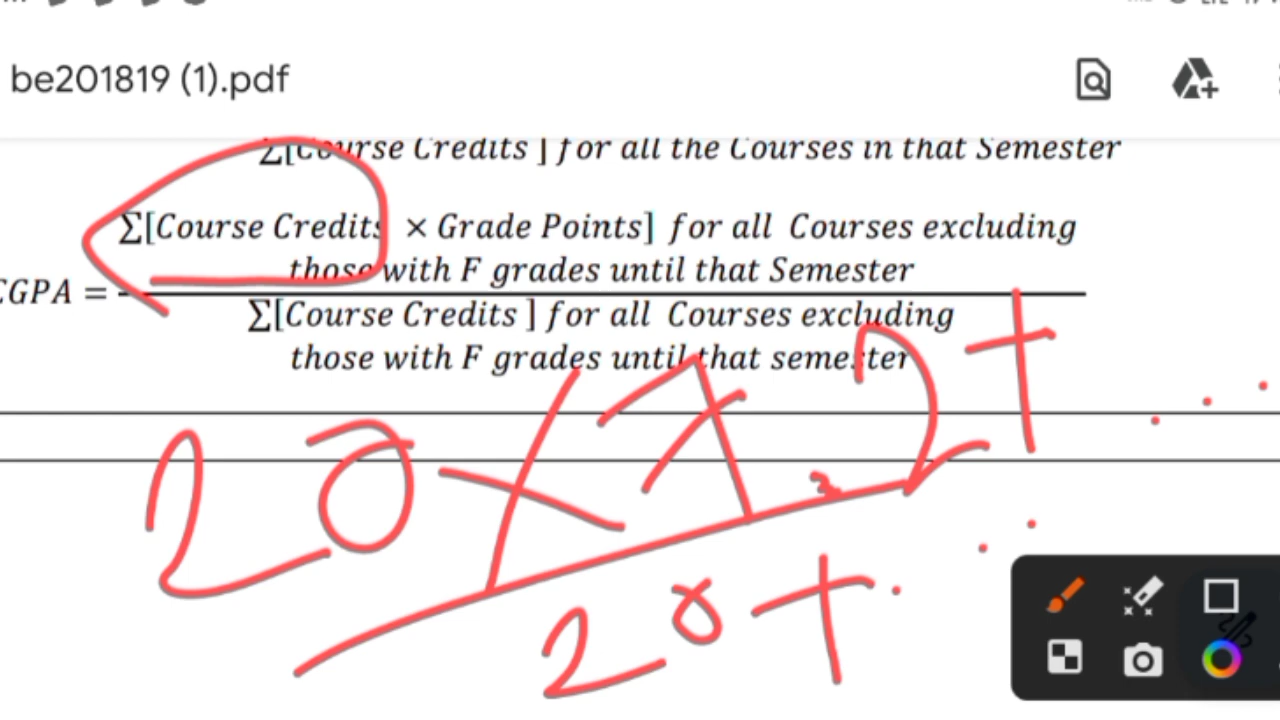 be201819 (1).pdf
∑[Course Credits ] for all the Courses in that Semester
∑[Course Credits × Grade Points] for all Courses excluding
those with F grades until that Semester
CGPA =
∑[Course Credits ] for all Courses excluding
those with F grades until that semester
20 × 7.2 +
20 +